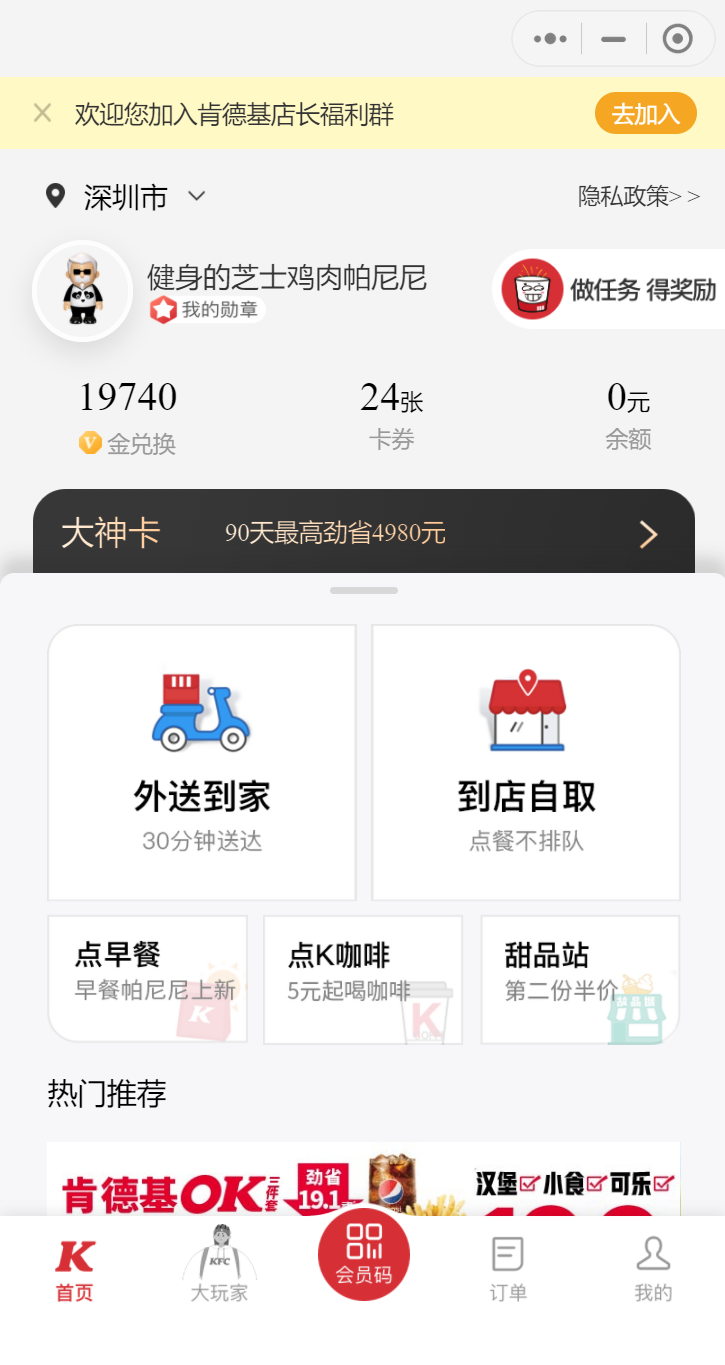 欢迎您加入肯德基店长福利群
去加入
深圳市
隐私政策> >
健身的芝士鸡肉帕尼尼
我的勋章
做任务 得奖励
19740
24张
0元
V 金兑换
卡券
余额
大神卡
90天最高劲省4980元
外送到家
到店自取
30分钟送达
点餐不排队
点早餐
点K咖啡
甜品站
早餐帕尼尼上新
5元起喝咖啡
第二份半价
K
K
甜品
热门推荐
肯德基OK三件套
劲省
19.1
汉堡 小食 可乐
K
KFC
首页
大玩家
会员码
订单
我的